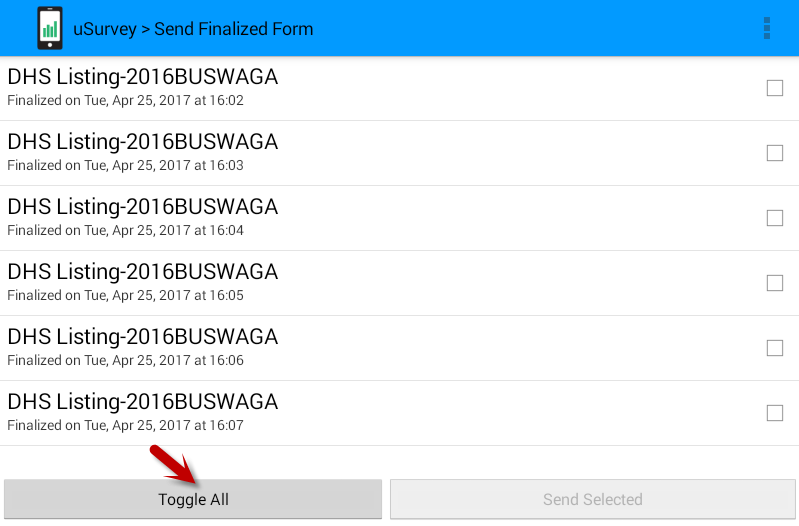 uSurvey > Send Finalized Form
DHS Listing-2016BUSWAGA
Finalized on Tue, Apr 25, 2017 at 16:02
DHS Listing-2016BUSWAGA
Finalized on Tue, Apr 25, 2017 at 16:03
DHS Listing-2016BUSWAGA
Finalized on Tue, Apr 25, 2017 at 16:04
DHS Listing-2016BUSWAGA
Finalized on Tue, Apr 25, 2017 at 16:05
DHS Listing-2016BUSWAGA
Finalized on Tue, Apr 25, 2017 at 16:06
DHS Listing-2016BUSWAGA
Finalized on Tue, Apr 25, 2017 at 16:07
Toggle All
Send Selected